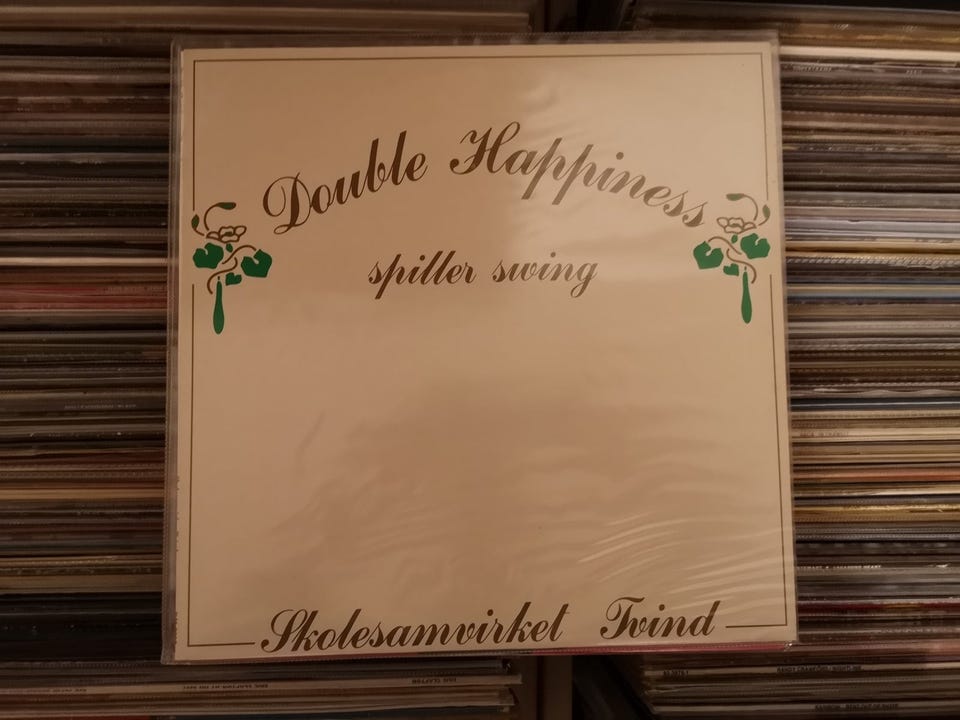 Double Happiness
spiller swing
Skolesamvirket Tvind